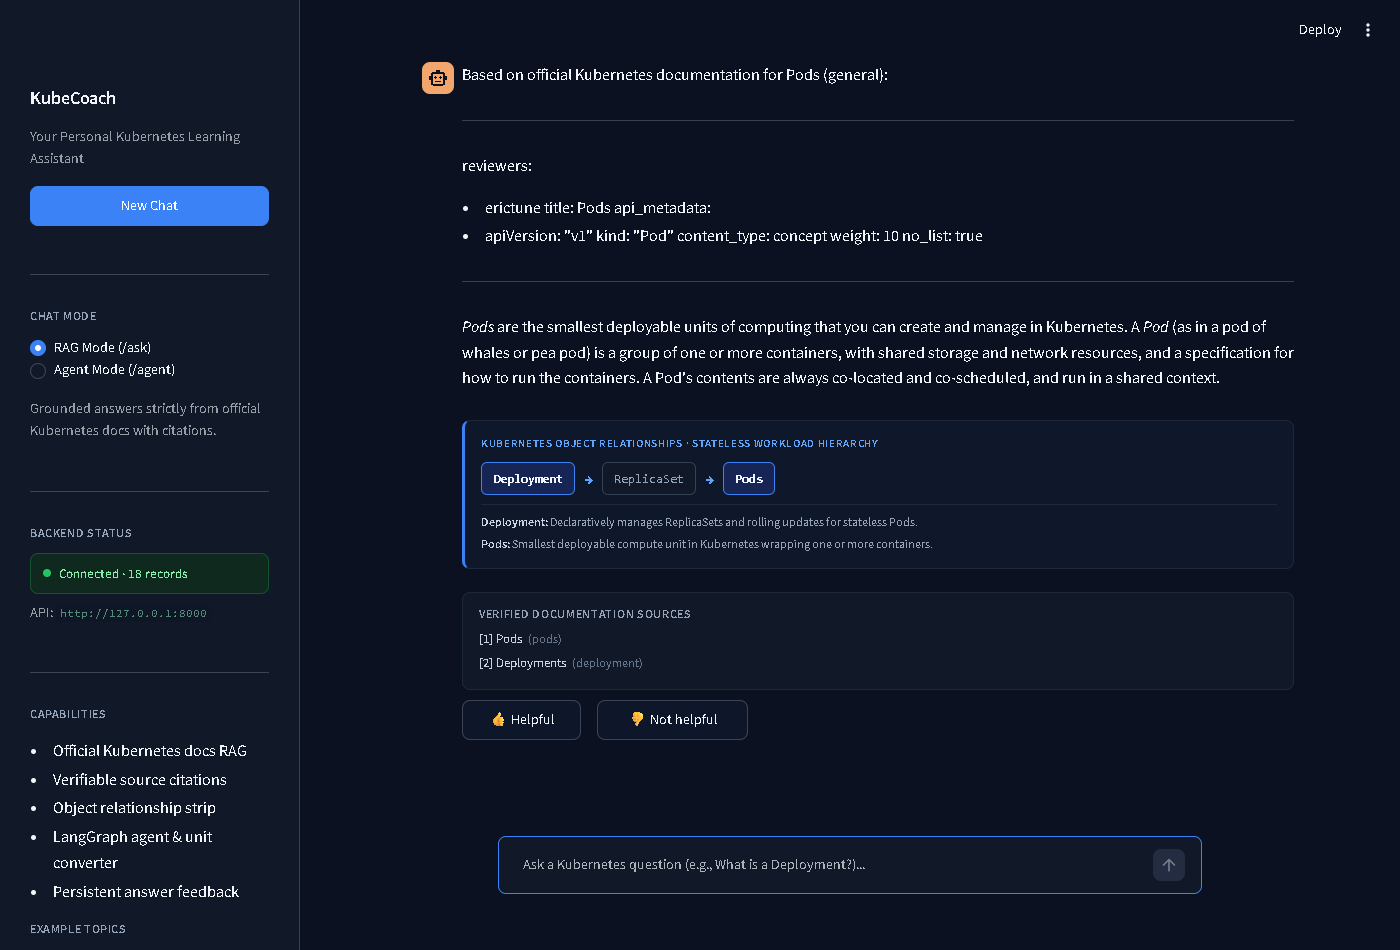 Deploy
KubeCoach
Your Personal Kubernetes Learning
Assistant
New Chat
CHAT MODE
RAG Mode (/ask)
Agent Mode (/agent)
Grounded answers strictly from official
Kubernetes docs with citations.
BACKEND STATUS
Connected · 18 records
API: http://127.0.0.1:8000
CAPABILITIES
• Official Kubernetes docs RAG
• Verifiable source citations
• Object relationship strip
• LangGraph agent & unit
converter
• Persistent answer feedback
EXAMPLE TOPICS
Based on official Kubernetes documentation for Pods (general):
reviewers:
• erictune title: Pods api_metadata:
• apiVersion: "v1" kind: "Pod" content_type: concept weight: 10 no_list: true
Pods are the smallest deployable units of computing that you can create and manage in Kubernetes. A Pod (as in a pod of
whales or pea pod) is a group of one or more containers, with shared storage and network resources, and a specification for
how to run the containers. A Pod's contents are always co-located and co-scheduled, and run in a shared context.
KUBERNETES OBJECT RELATIONSHIPS · STATELESS WORKLOAD HIERARCHY
Deployment → ReplicaSet → Pods
Deployment: Declaratively manages ReplicaSets and rolling updates for stateless Pods.
Pods: Smallest deployable compute unit in Kubernetes wrapping one or more containers.
VERIFIED DOCUMENTATION SOURCES
[1] Pods (pods)
[2] Deployments (deployment)
👍 Helpful
👎 Not helpful
Ask a Kubernetes question (e.g., What is a Deployment?)...